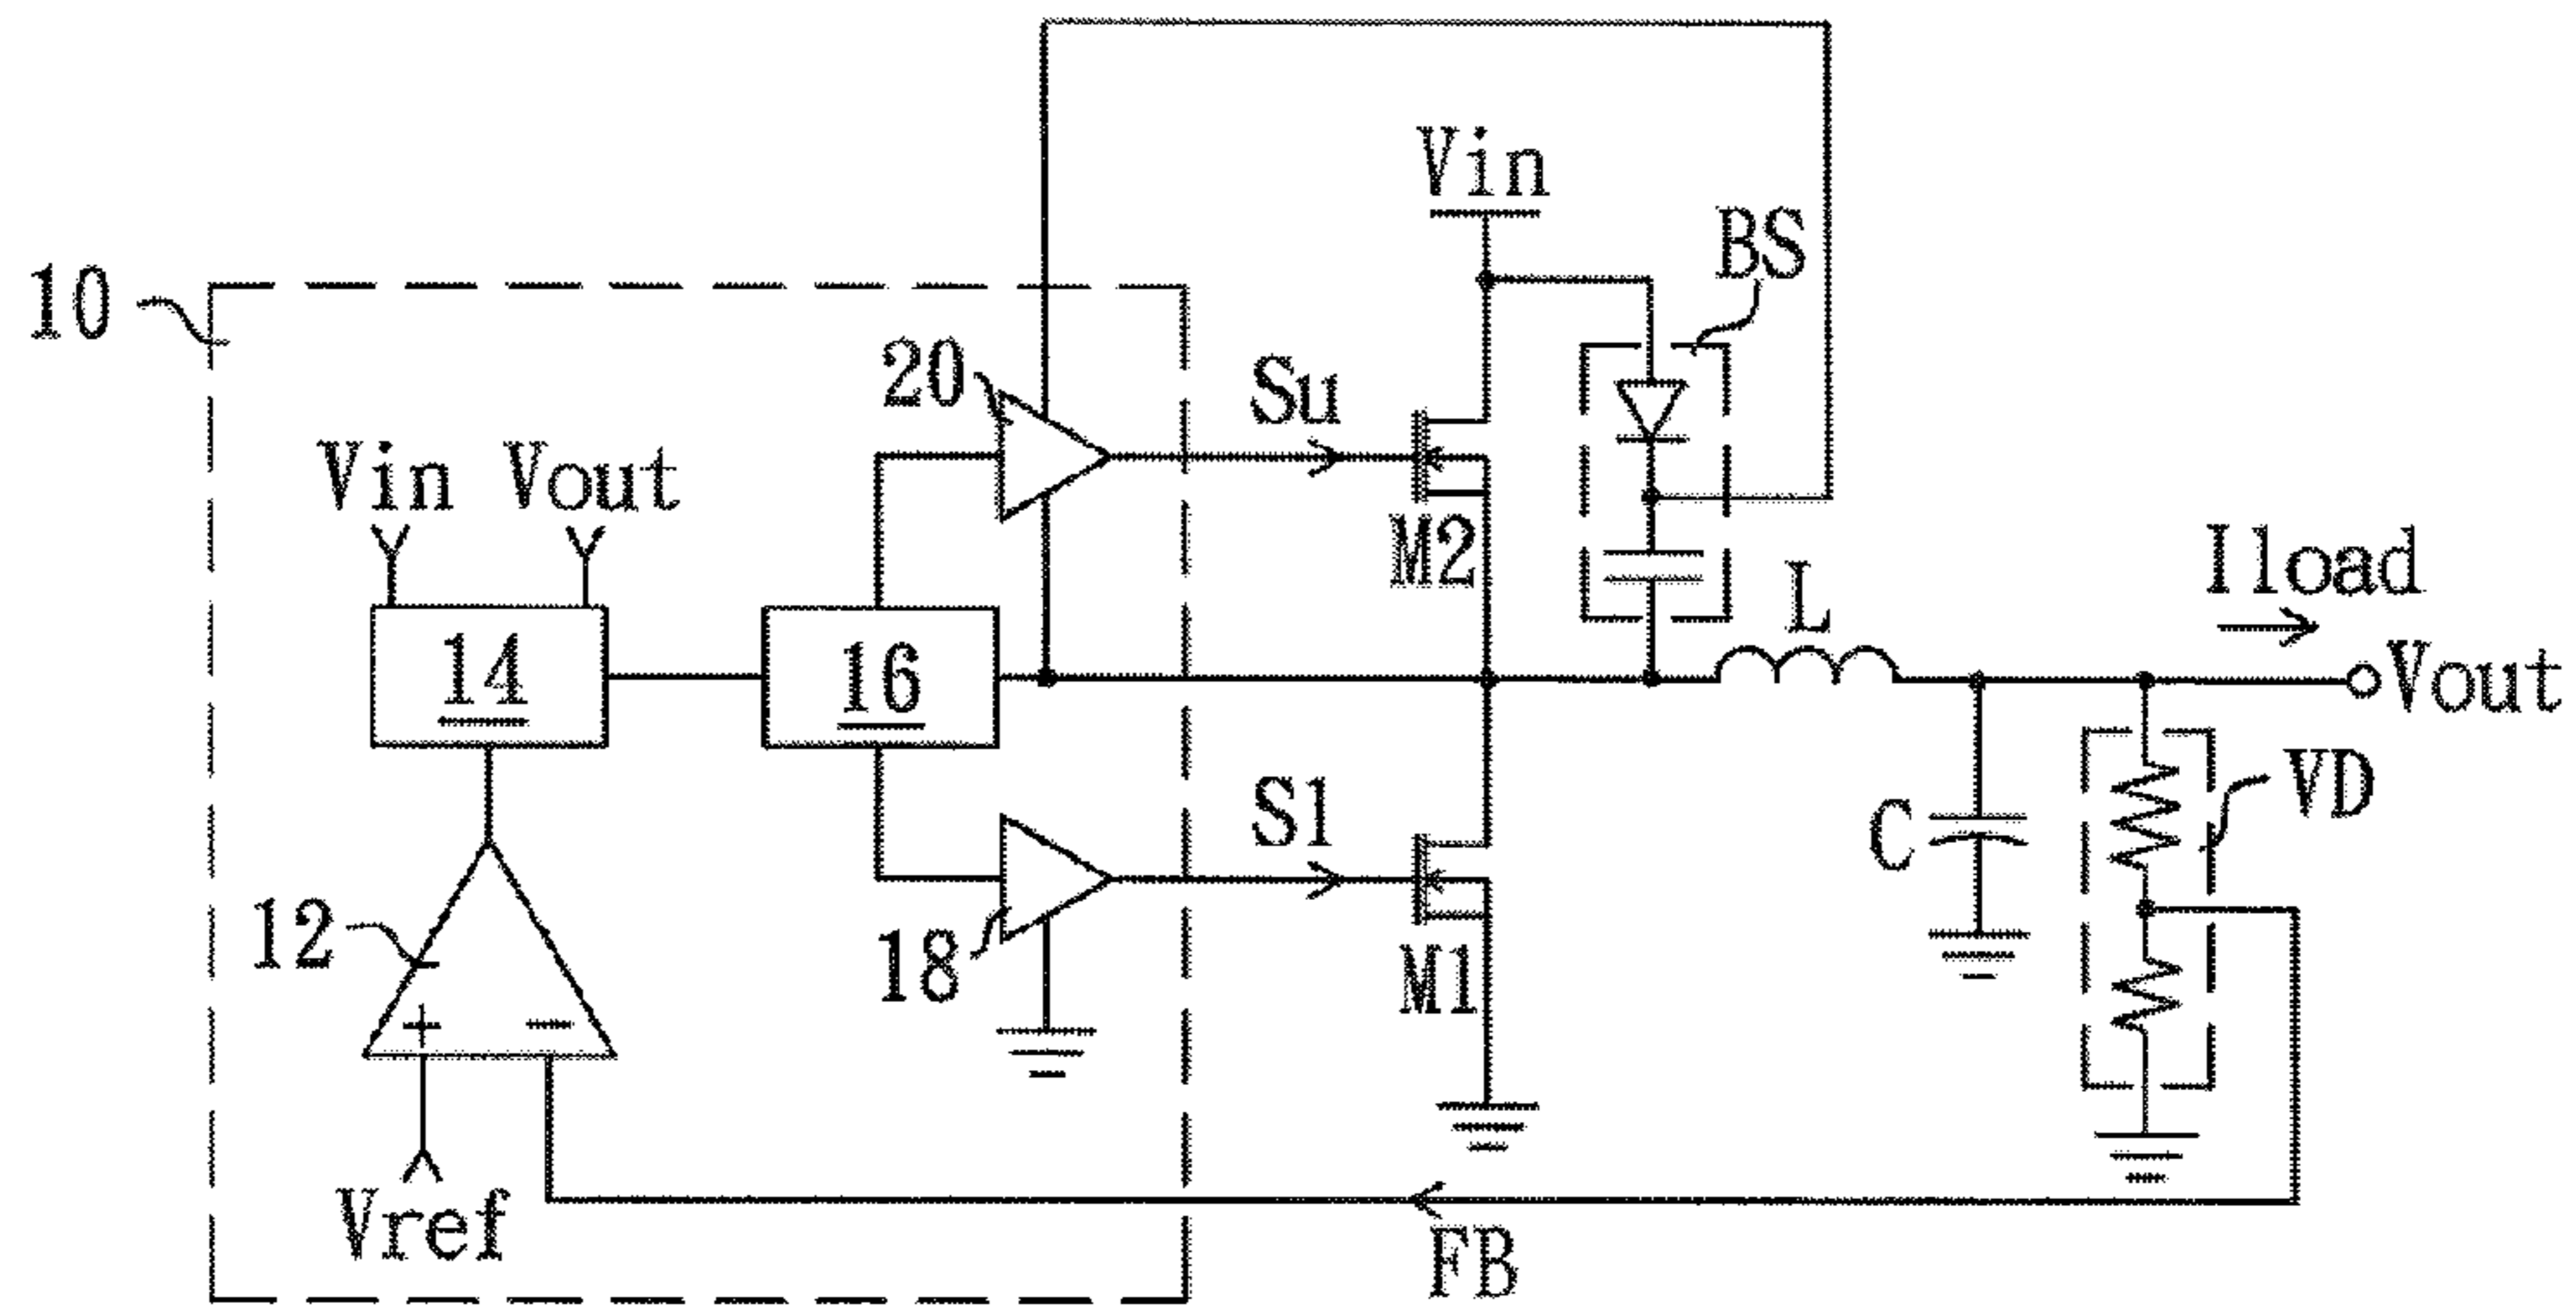 Vin
BS
10
20
Su
Vin Vout
M2
Iload
L
14
16
Vout
S1
VD
C
12
18
M1
+ −
Vref
FB